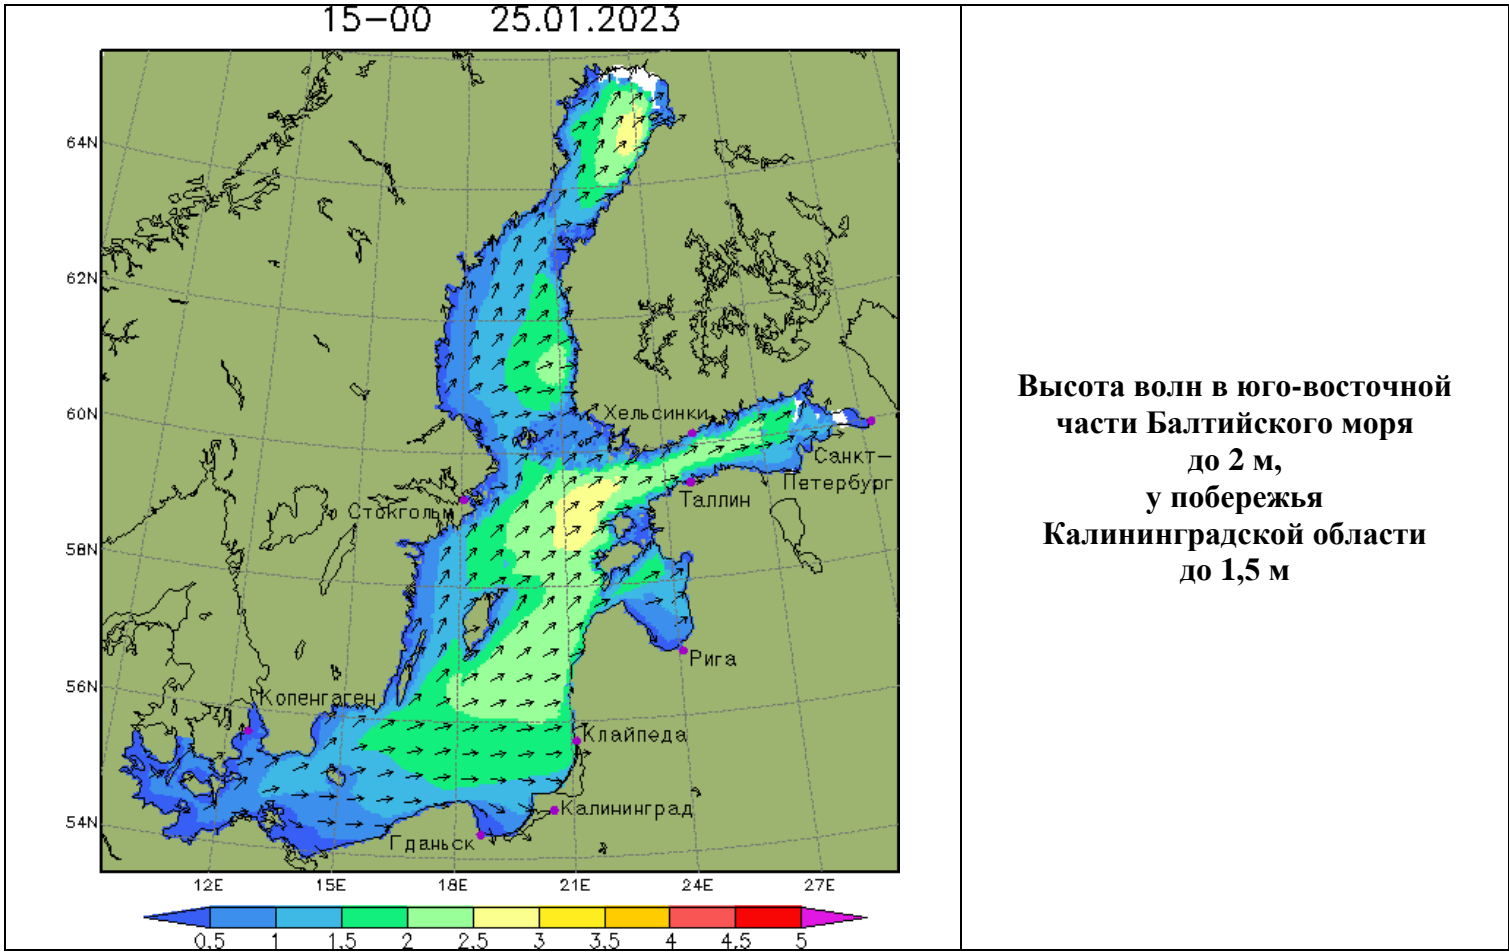 15-00 25.01.2023
64N
62N
60N
58N
56N
54N
Хельсинки
Санкт-
Петербург
Таллин
Стокгольм
Рига
Копенгаген
Клайпеда
Калининград
Гданьск
12E 15E 18E 21E 24E 27E
0,5 1 1,5 2 2,5 3 3,5 4 4,5 5
Высота волн в юго-восточной
части Балтийского моря
до 2 м,
у побережья
Калининградской области
до 1,5 м